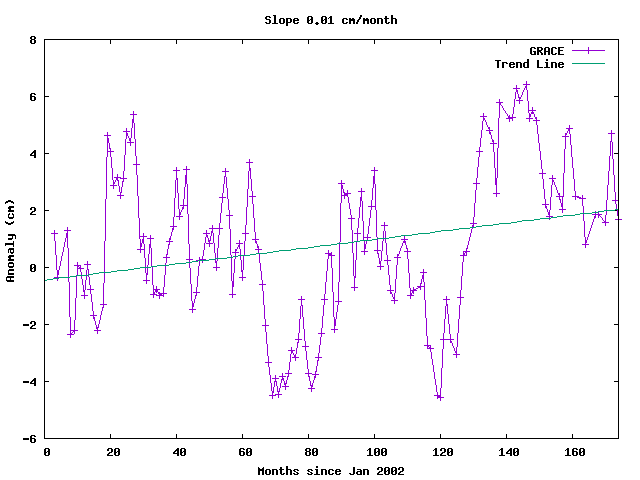 Slope 0.01 cm/month
GRACE
Trend Line
Anomaly (cm)
8
6
4
2
0
-2
-4
-6
0 20 40 60 80 100 120 140 160
Months since Jan 2002